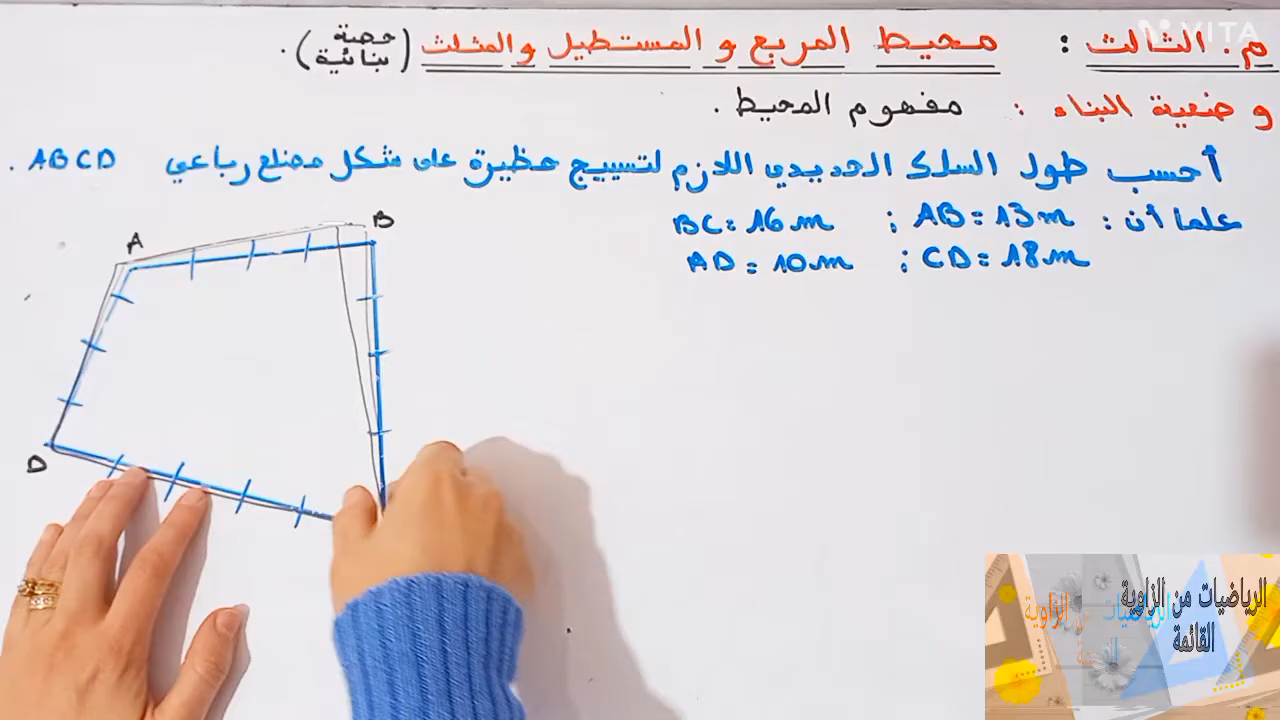 م. الثالث : محيط المربع و المستطيل والمثلث (حصة بنائية).
وضعية البناء : مفهوم المحيط.
أحسب طول السلك الحديدي اللازم لتسييج حظيرة على شكل مضلع رباعي ABCD.
علما أن : AB = 13m ; BC = 16m
CD = 18m ; AD = 10m
A
B
D
VITA
الرياضيات من الزاوية
القائمة